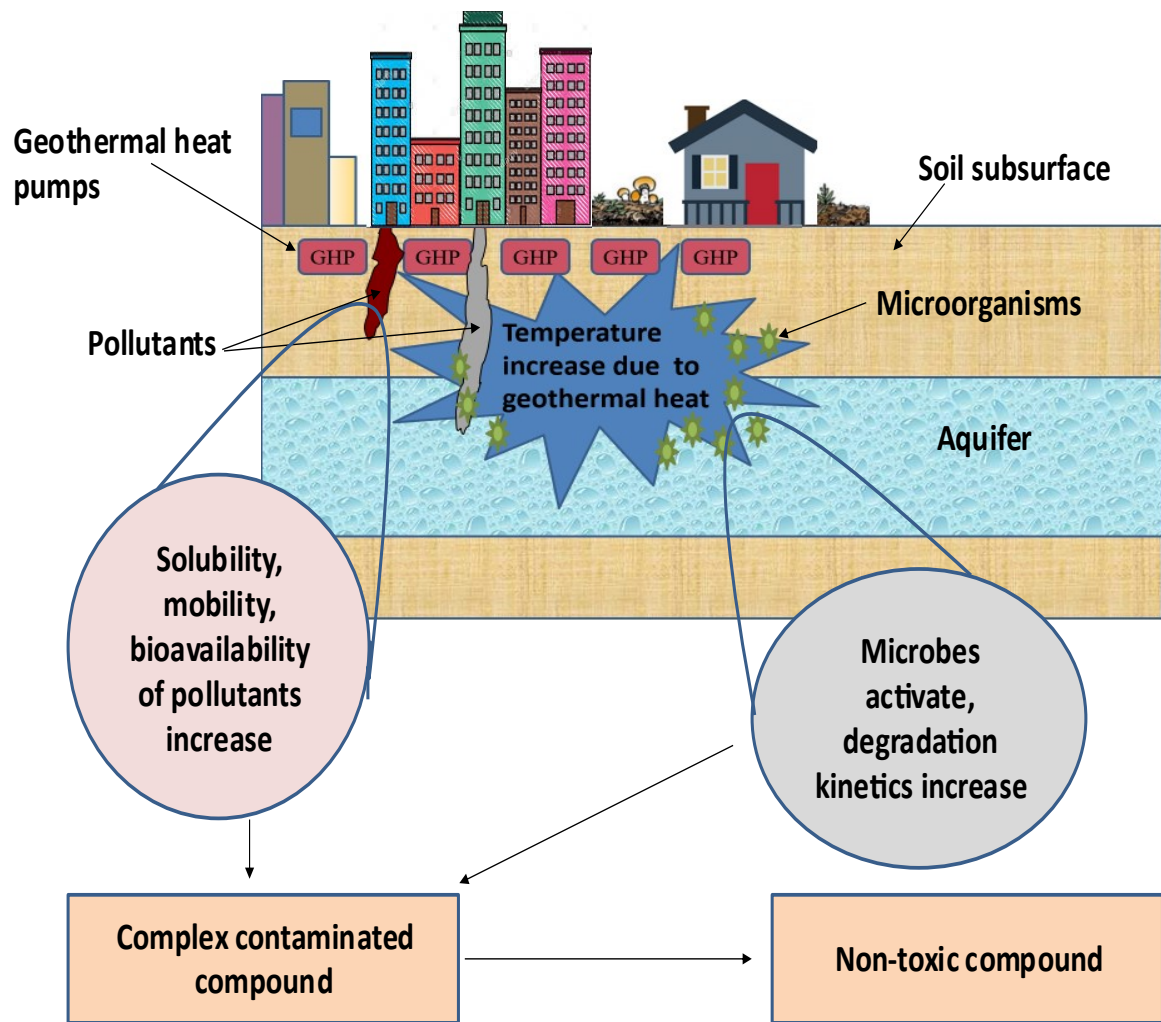 Geothermal heat
pumps
Soil subsurface
GHP
GHP
GHP
GHP
GHP
Microorganisms
Pollutants
Temperature
increase due to
geothermal heat
Aquifer
Solubility,
mobility,
bioavailability
of pollutants
increase
Microbes
activate,
degradation
kinetics increase
Complex contaminated
compound
Non-toxic compound